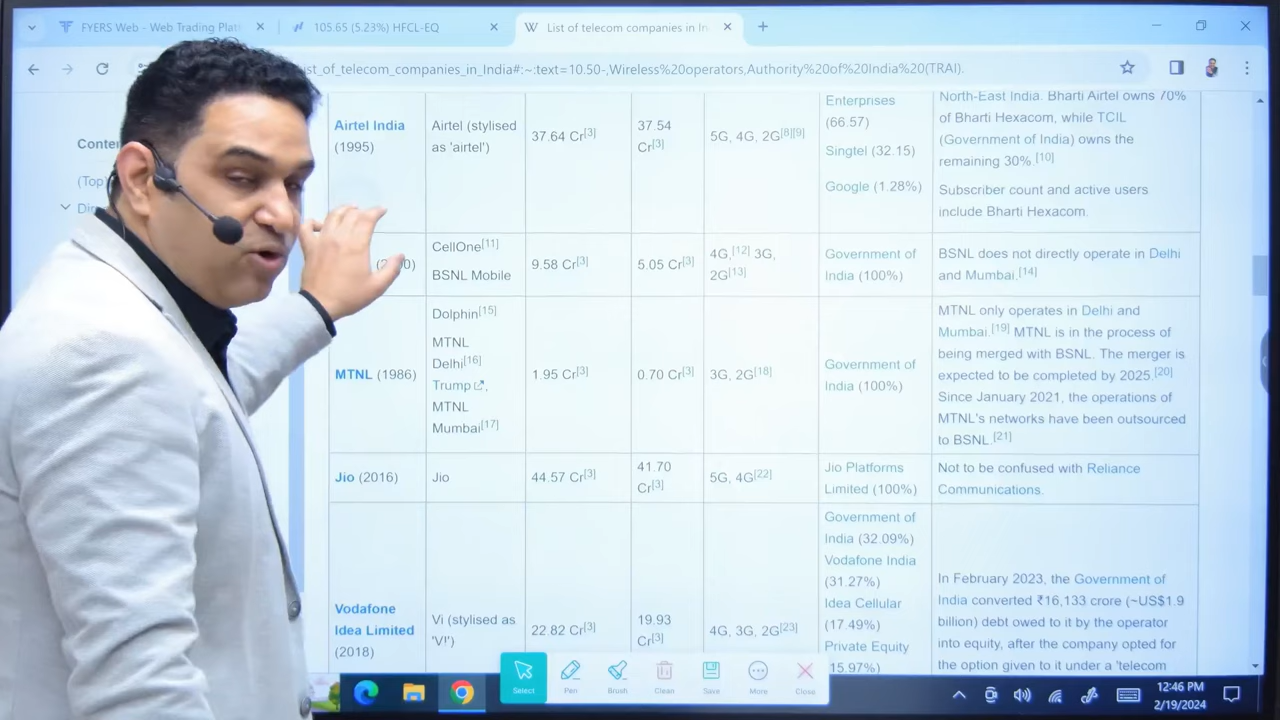 FYERS Web - Web Trading Plat
105.65 (5.23%) HFCL-EQ
List of telecom companies in In
ist_of_telecom_companies_in_India#:~:text=10.50-,Wireless%20operators,Authority%20of%20India%20(TRAI).
(Top)
Airtel India
(1995)
Airtel (stylised
as 'airtel')
37.64 Cr[3]
37.54
Cr[3]
5G, 4G, 2G[8][9]
Enterprises
(66.57)
Singtel (32.15)
Google (1.28%)
North-East India. Bharti Airtel owns 70%
of Bharti Hexacom, while TCIL
(Government of India) owns the
remaining 30%.[10]
Subscriber count and active users
include Bharti Hexacom.
CellOne[11]
BSNL Mobile
9.58 Cr[3]
5.05 Cr[3]
4G,[12] 3G,
2G[13]
Government of
India (100%)
BSNL does not directly operate in Delhi
and Mumbai.[14]
MTNL (1986)
Dolphin[15]
MTNL
Delhi[16]
Trump,
MTNL
Mumbai[17]
1.95 Cr[3]
0.70 Cr[3]
3G, 2G[18]
Government of
India (100%)
MTNL only operates in Delhi and
Mumbai.[19] MTNL is in the process of
being merged with BSNL. The merger is
expected to be completed by 2025.[20]
Since January 2021, the operations of
MTNL's networks have been outsourced
to BSNL.[21]
Jio (2016)
Jio
44.57 Cr[3]
41.70
Cr[3]
5G, 4G[22]
Jio Platforms
Limited (100%)
Not to be confused with Reliance
Communications.
Vodafone
Idea Limited
(2018)
Vi (stylised as
'V!')
22.82 Cr[3]
19.93
Cr[3]
4G, 3G, 2G[23]
Government of
India (32.09%)
Vodafone India
(31.27%)
Idea Cellular
(17.49%)
Private Equity
15.97%)
In February 2023, the Government of
India converted ₹16,133 crore (~US$1.9
billion) debt owed to it by the operator
into equity, after the company opted for
the option given to it under a 'telecom
Select
Pen
Brush
Clean
Save
More
Close
12:46 PM
2/19/2024